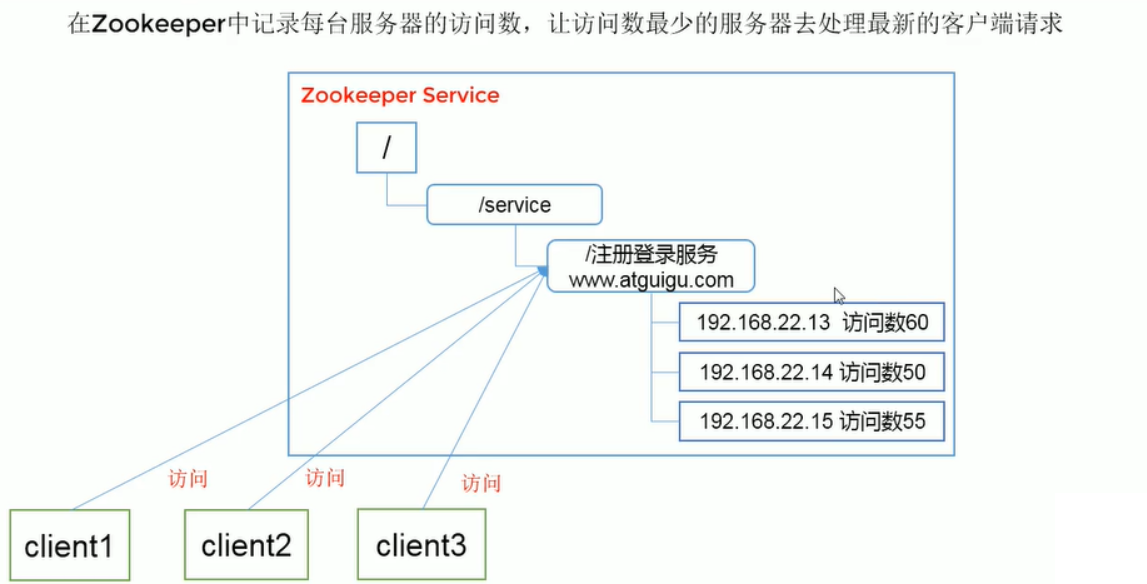 在Zookeeper中记录每台服务器的访问数，让访问数最少的服务器去处理最新的客户端请求
Zookeeper Service
/
/service
/注册登录服务
www.atguigu.com
192.168.22.13 访问数60
192.168.22.14 访问数50
192.168.22.15 访问数55
访问
访问
访问
client1
client2
client3